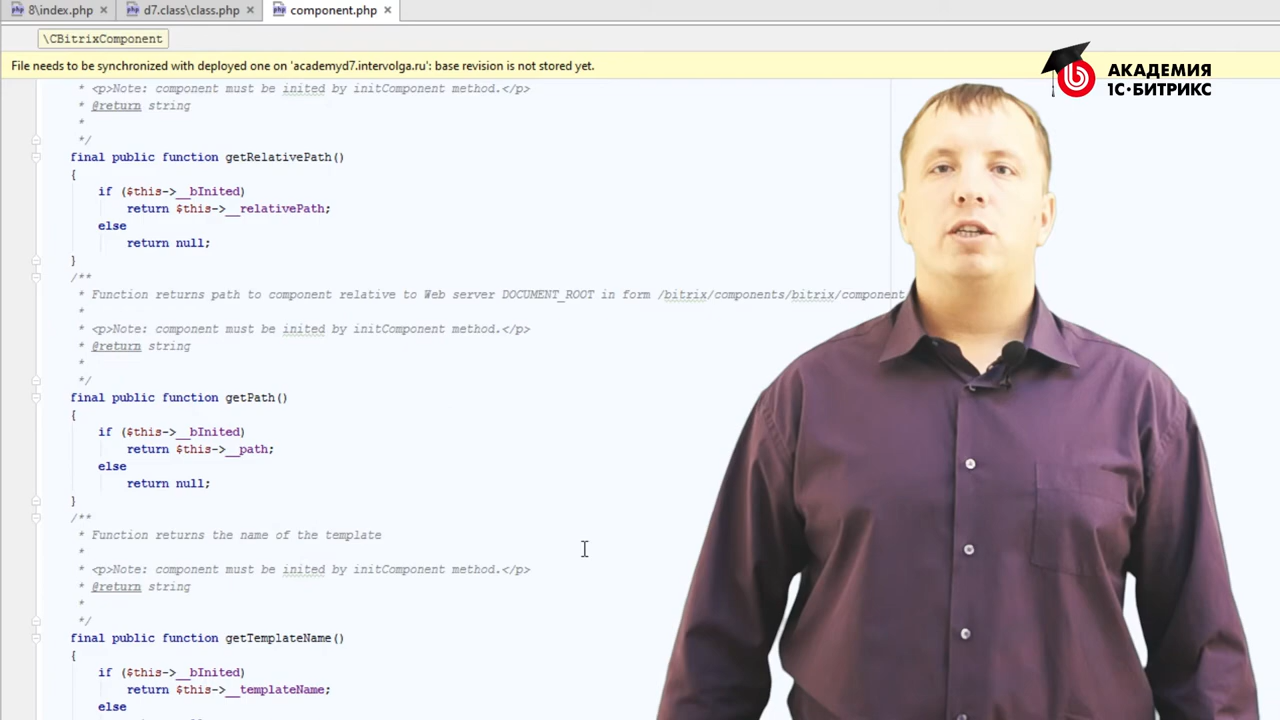 8\index.php
d7.class\class.php
component.php
\CBitrixComponent
File needs to be synchronized with deployed one on 'academyd7.intervolga.ru': base revision is not stored yet.
АКАДЕМИЯ
1С·БИТРИКС
* <p>Note: component must be inited by initComponent method.</p>
* @return string
*
*/
final public function getRelativePath()
{
if ($this->__bInited)
return $this->__relativePath;
else
return null;
}
/**
* Function returns path to component relative to Web server DOCUMENT_ROOT in form /bitrix/components/bitrix/component
*
* <p>Note: component must be inited by initComponent method.</p>
* @return string
*
*/
final public function getPath()
{
if ($this->__bInited)
return $this->__path;
else
return null;
}
/**
* Function returns the name of the template
*
* <p>Note: component must be inited by initComponent method.</p>
* @return string
*
*/
final public function getTemplateName()
{
if ($this->__bInited)
return $this->__templateName;
else